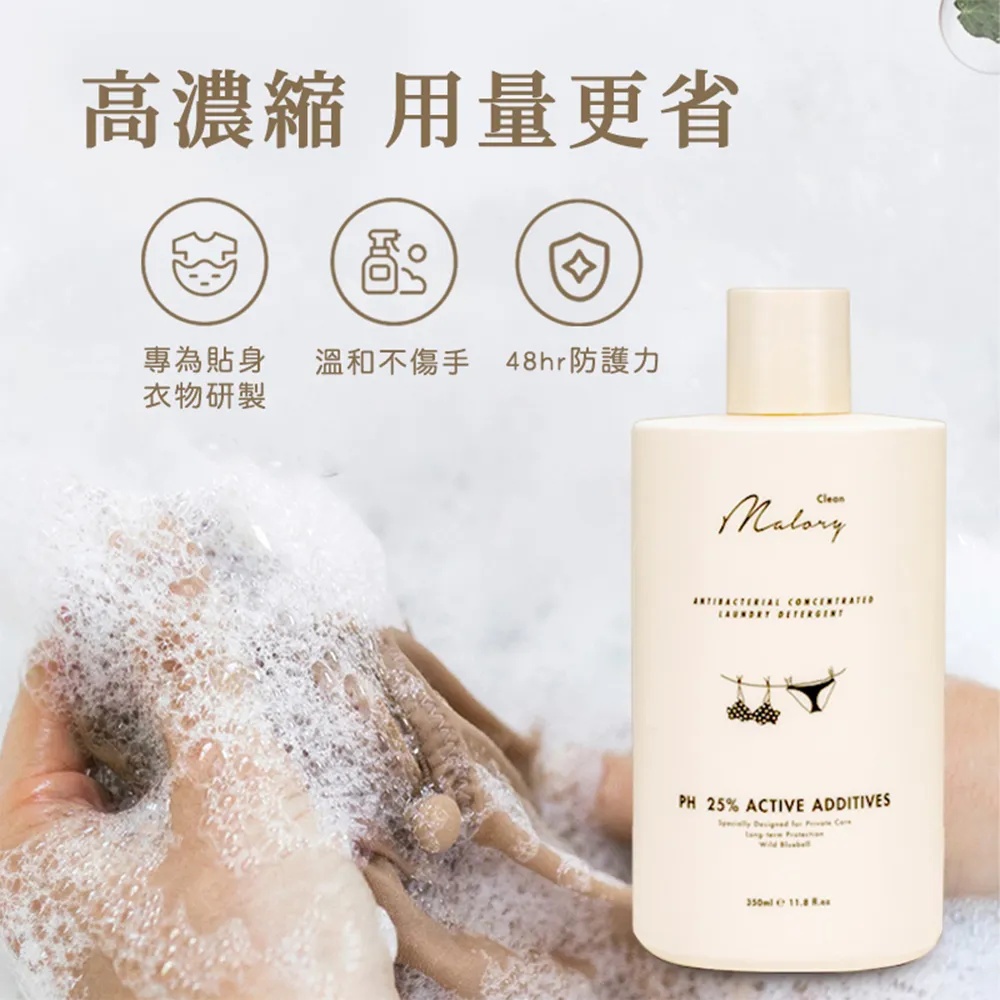 高濃縮 用量更省
專為貼身
衣物研製
溫和不傷手
48hr防護力
Clean
Malory
ANTIBACTERIAL CONCENTRATED
LAUNDRY DETERGENT
PH 25% ACTIVE ADDITIVES
Specially Designed for Private Care
Long-term Protection
Wild Bluebell
350ml ℮ 11.8 fl.oz